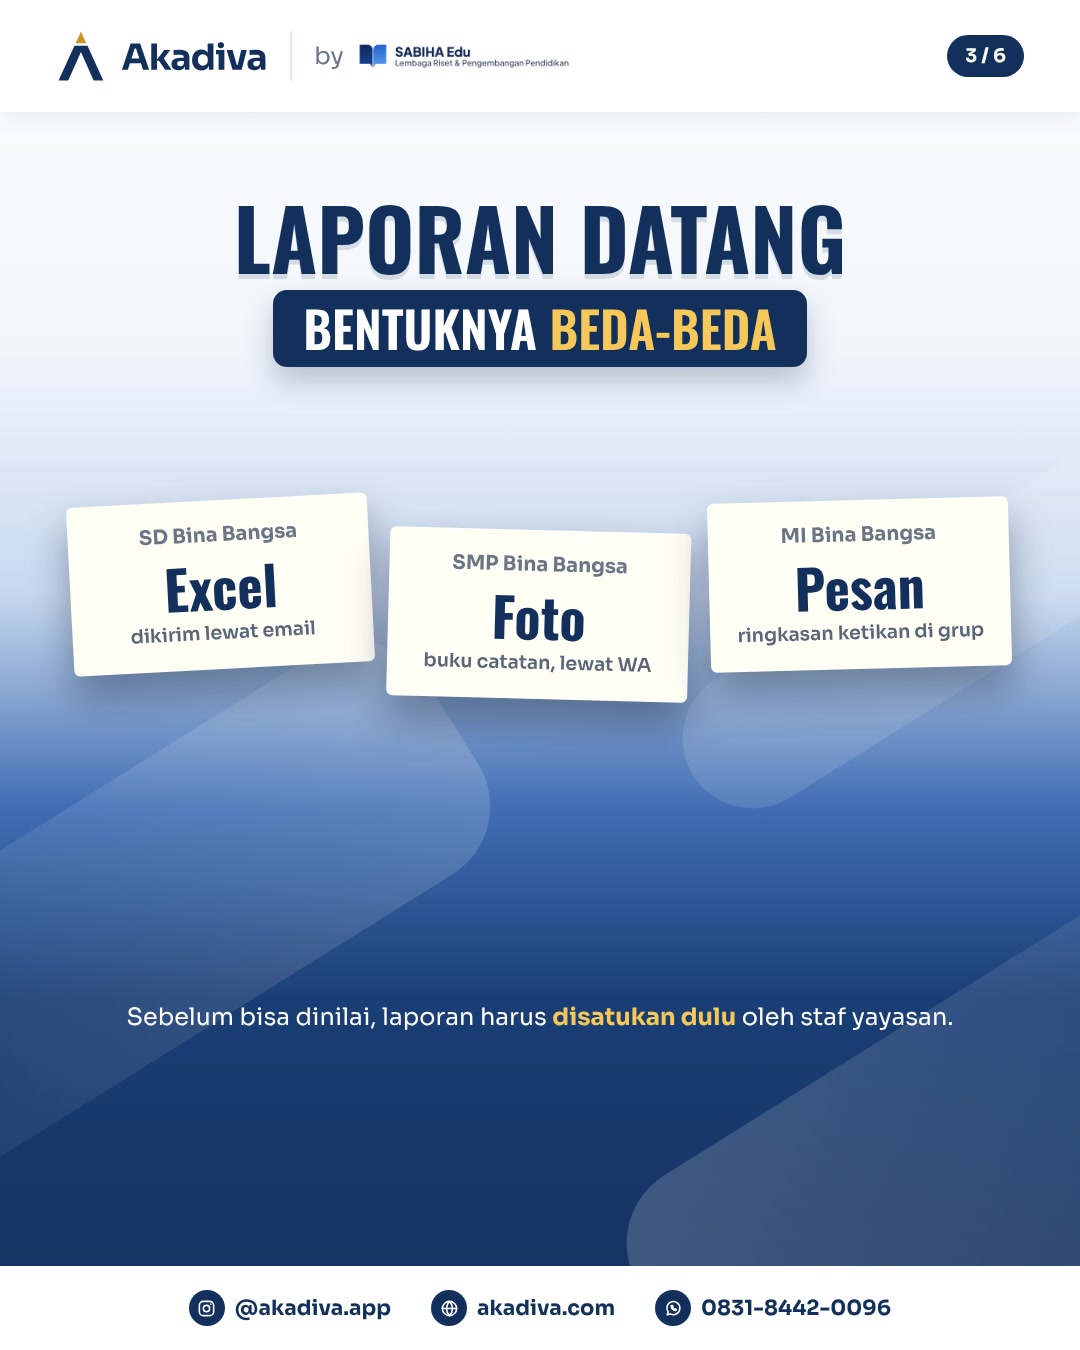 Akadiva
by
SABIHA Edu
Lembaga Riset & Pengembangan Pendidikan
3 / 6
LAPORAN DATANG
BENTUKNYA BEDA-BEDA
SD Bina Bangsa
Excel
dikirim lewat email
SMP Bina Bangsa
Foto
buku catatan, lewat WA
MI Bina Bangsa
Pesan
ringkasan ketikan di grup
Sebelum bisa dinilai, laporan harus disatukan dulu oleh staf yayasan.
@akadiva.app
akadiva.com
0831-8442-0096